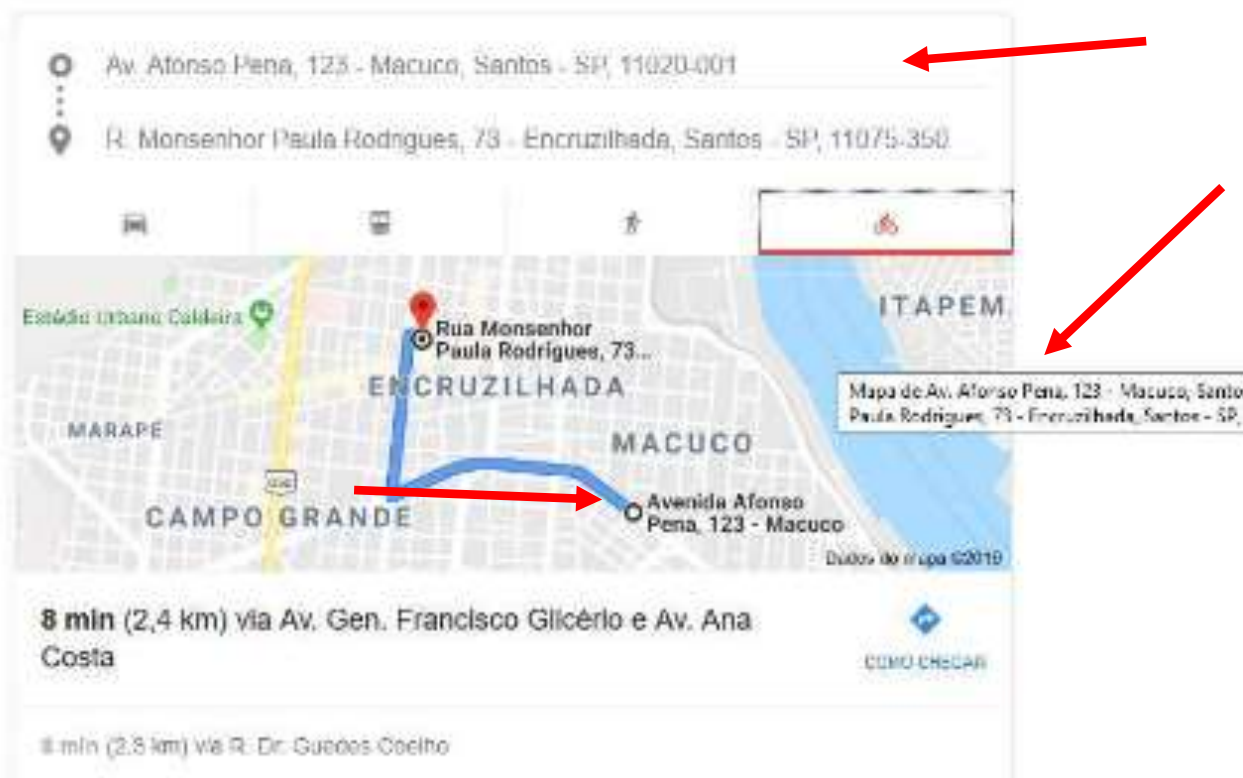 Av. Afonso Pena, 123 - Macuco, Santos - SP, 11020-001
R. Monsenhor Paula Rodrigues, 73 - Encruzilhada, Santos - SP, 11075-350
Estádio Urbano Caldeira
ITAPEM
Rua Monsenhor
Paula Rodrigues, 73...
ENCRUZILHADA
Mapa de Av. Afonso Pena, 123 - Macuco, Santo
Paula Rodrigues, 73 - Encruzilhada, Santos - SP,
MARAPÉ
MACUCO
CAMPO GRANDE
Avenida Afonso
Pena, 123 - Macuco
Dados do mapa ©2019
8 min (2,4 km) via Av. Gen. Francisco Glicério e Av. Ana
Costa
COMO CHEGAR
min km) via R. Dr. Guedes Coelho